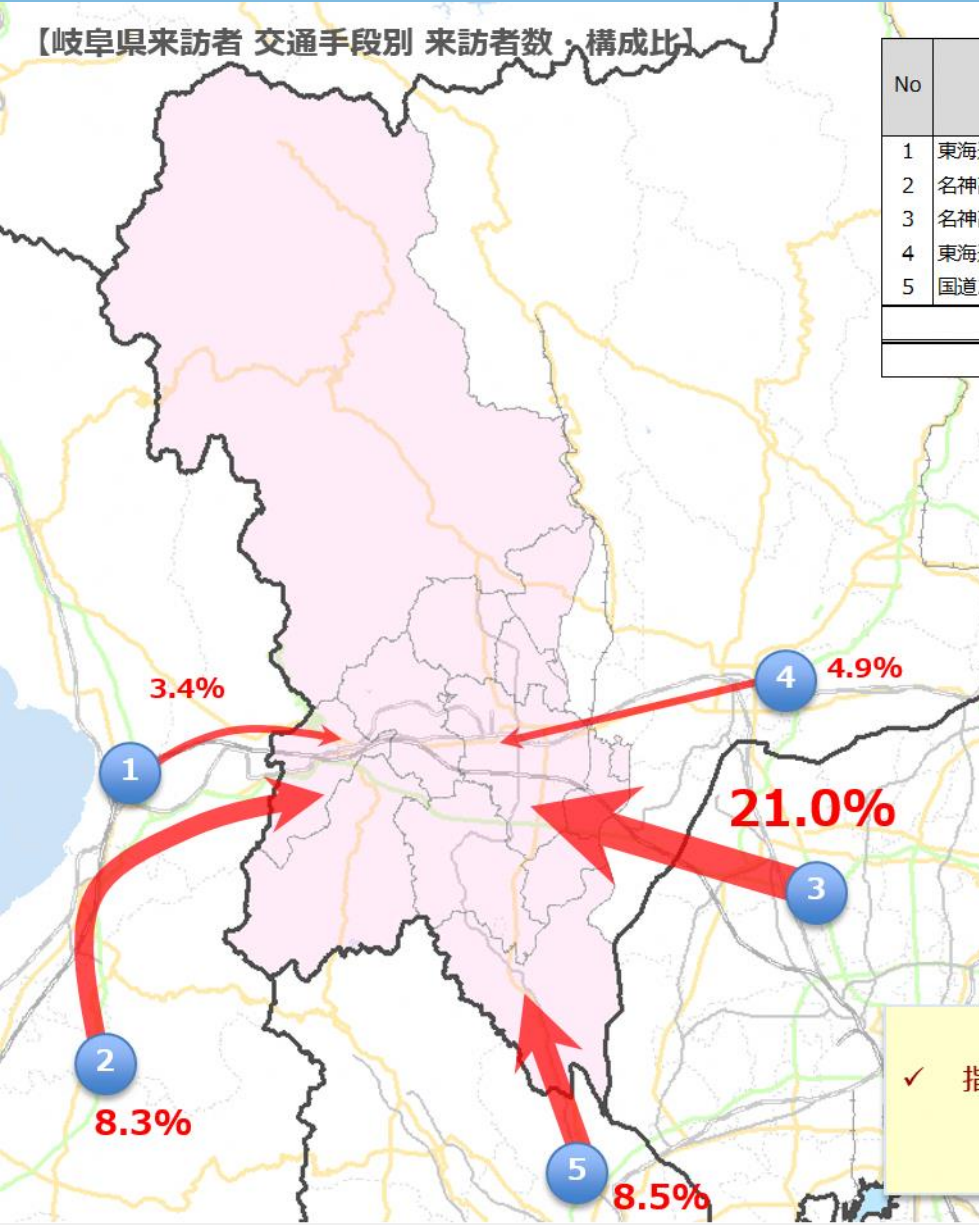 【岐阜県来訪者 交通手段別 来訪者数・構成比】
No
1 東海
2 名神
3 名神
4 東海
5 国道
3.4%
4 4.9%
1
21.0%
3
2
8.3%
✓ 指
5
8.5%